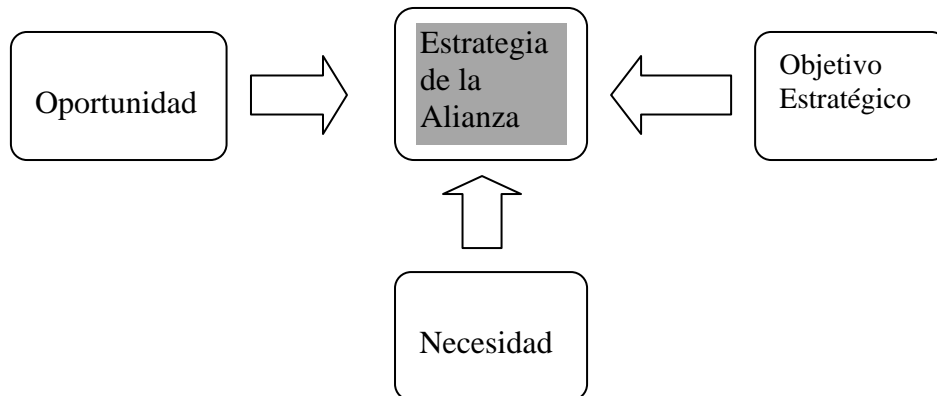 Oportunidad
Estrategia
de la
Alianza
Objetivo
Estratégico
Necesidad